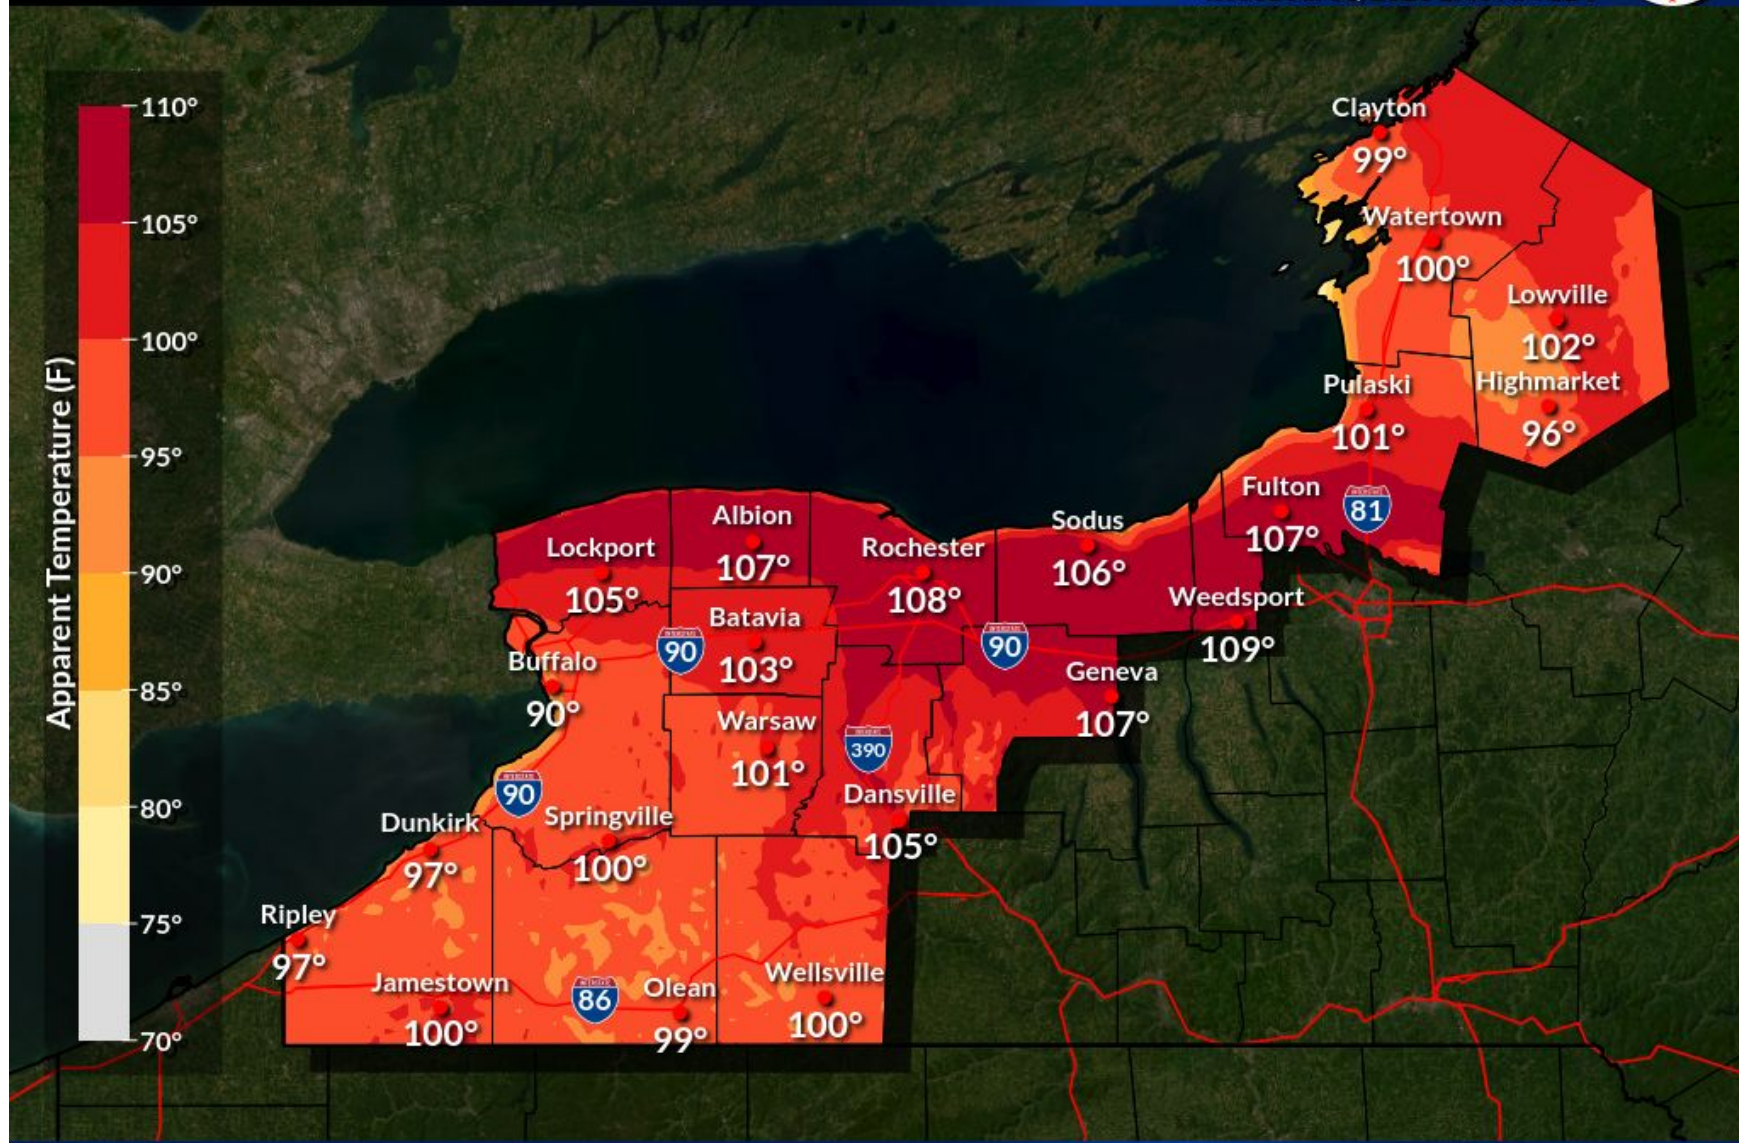 110°
105°
100°
95°
90°
85°
80°
75°
70°
Apparent Temperature (F)
Clayton
99°
Watertown
100°
Lowville
102°
Highmarket
96°
Pulaski
101°
Fulton
107°
81
Albion
107°
Lockport
105°
Rochester
108°
Sodus
106°
Weedsport
109°
Batavia
103°
90
90
Buffalo
90°
Geneva
107°
Warsaw
101°
390
90
Dansville
105°
Dunkirk
97°
Springville
100°
Ripley
97°
Jamestown
100°
86
Olean
99°
Wellsville
100°